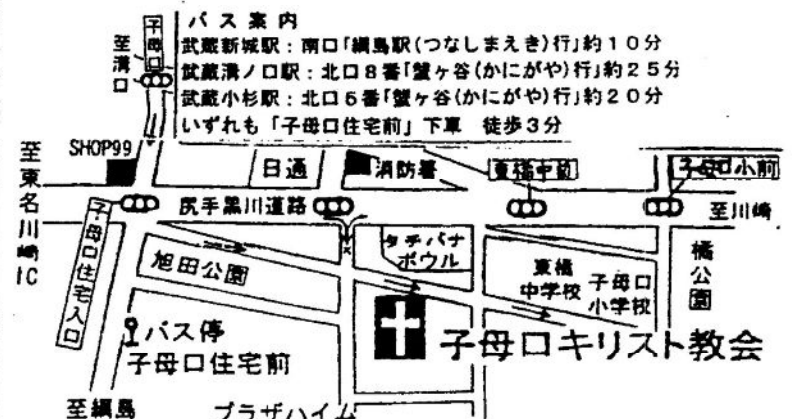 バス案内
武蔵新城駅：南口「綱島駅(つなしまえき)行」約１０分
武蔵溝ノ口駅：北口８番「蟹ヶ谷(かにがや)行」約２５分
武蔵小杉駅：北口５番「蟹ヶ谷(かにがや)行」約２０分
いずれも「子母口住宅前」下車　徒歩３分
子母口
至溝口
SHOP99
日通
消防署
東橘中前
子母口小前
至東名川崎IC
尻手黒川道路
至川崎
子母口住宅入口
旭田公園
タチバナボウル
東橘中学校
子母口小学校
橘公園
バス停
子母口住宅前
子母口キリスト教会
至綱島
プラザハイム